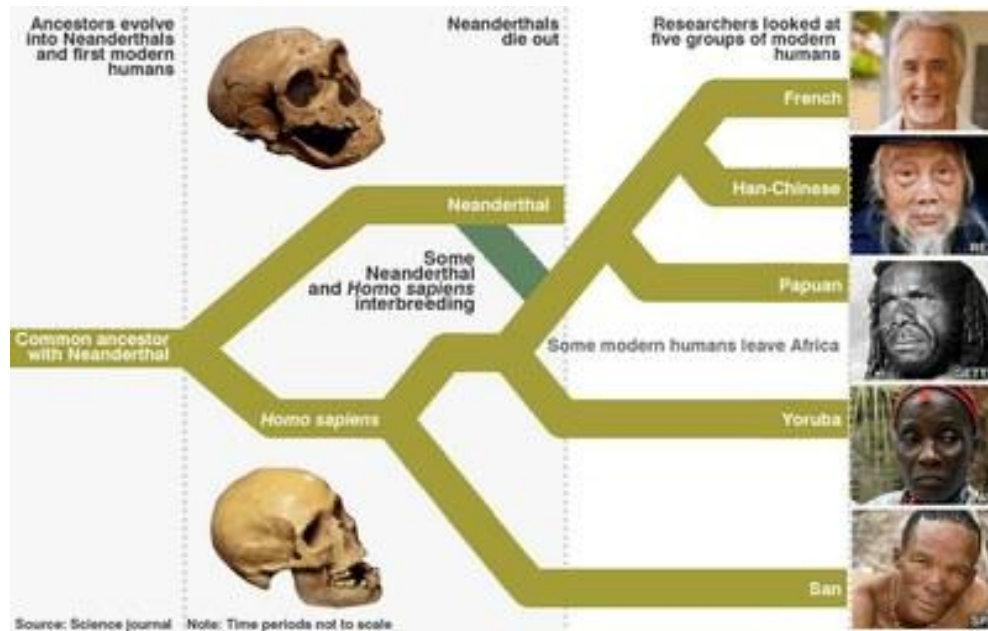 Ancestors evolve
into Neanderthals
and first modern
humans
Neanderthals
die out
Researchers looked at
five groups of modern
humans
French
Han-Chinese
Neanderthal
Some
Neanderthal
and Homo sapiens
interbreeding
Papuan
Common ancestor
with Neanderthal
Some modern humans leave Africa
Homo sapiens
Yoruba
San
Source: Science journal
Note: Time periods not to scale